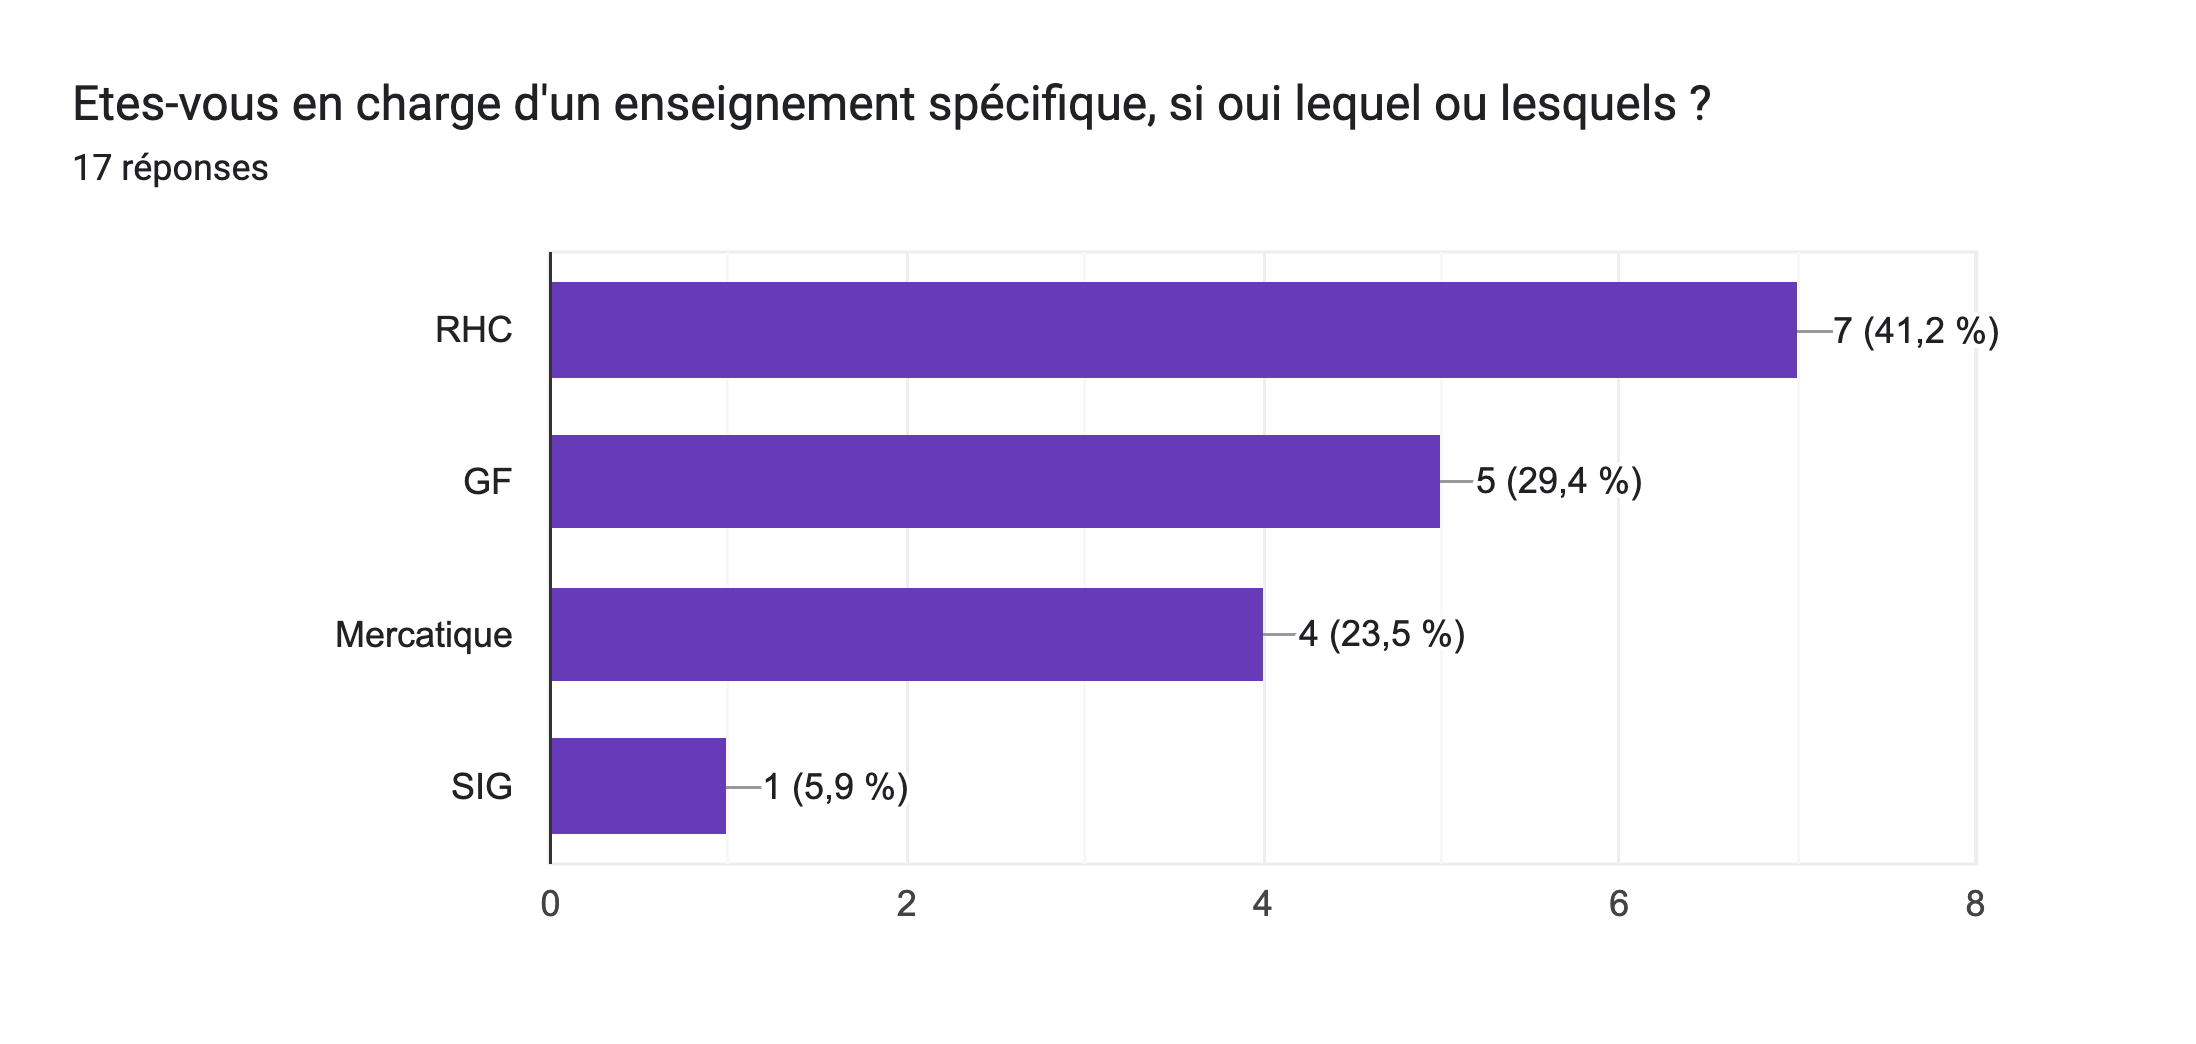 Etes-vous en charge d'un enseignement spécifique, si oui lequel ou lesquels ?
17 réponses
RHC
7 (41,2 %)
GF
5 (29,4 %)
Mercatique
4 (23,5 %)
SIG
1 (5,9 %)
0 2 4 6 8